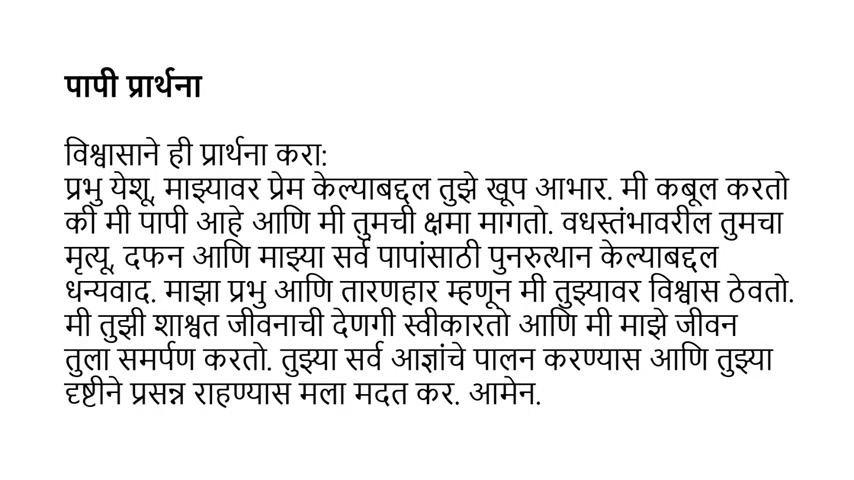 पापी प्रार्थना
विश्वासाने ही प्रार्थना करा:
प्रभु येशू, माझ्यावर प्रेम केल्याबद्दल तुझे खूप आभार. मी कबूल करतो
की मी पापी आहे आणि मी तुमची क्षमा मागतो. वधस्तंभावरील तुमचा
मृत्यू, दफन आणि माझ्या सर्व पापांसाठी पुनरुत्थान केल्याबद्दल
धन्यवाद. माझा प्रभु आणि तारणहार म्हणून मी तुझ्यावर विश्वास ठेवतो.
मी तुझी शाश्वत जीवनाची देणगी स्वीकारतो आणि मी माझे जीवन
तुला समर्पण करतो. तुझ्या सर्व आज्ञांचे पालन करण्यास आणि तुझ्या
दृष्टीने प्रसन्न राहण्यास मला मदत कर. आमेन.